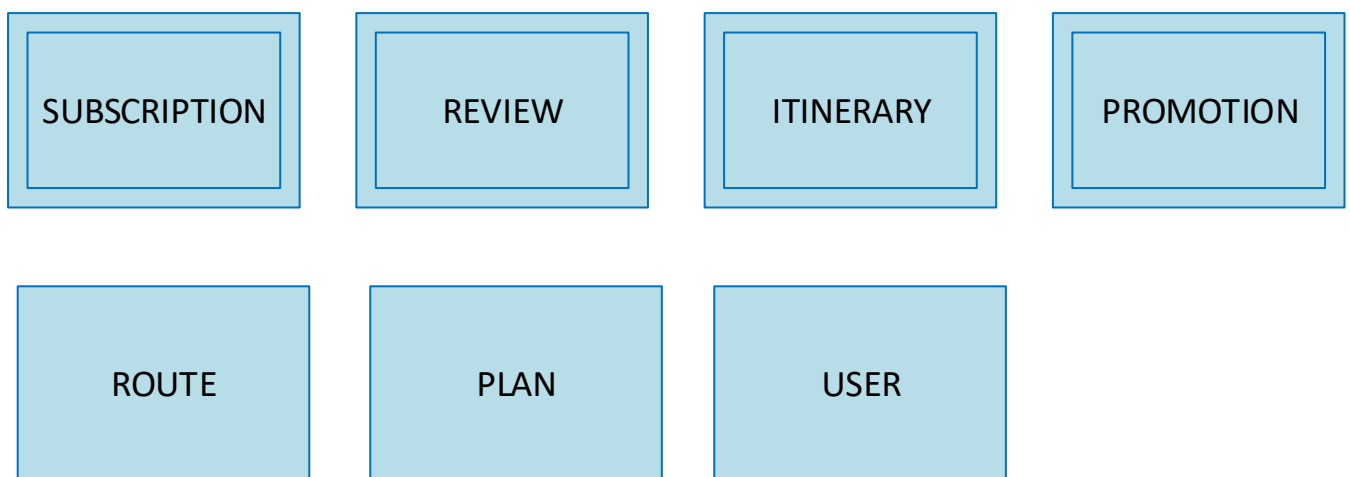 SUBSCRIPTION
REVIEW
ITINERARY
PROMOTION
ROUTE
PLAN
USER